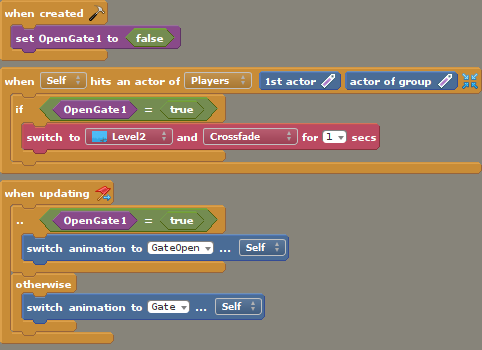 when created
set OpenGate1 to false
when Self hits an actor of Players 1st actor actor of group
if OpenGate1 = true
switch to Level2 and Crossfade for 1 secs
when updating
.. OpenGate1 = true
switch animation to GateOpen ... Self
otherwise
switch animation to Gate ... Self